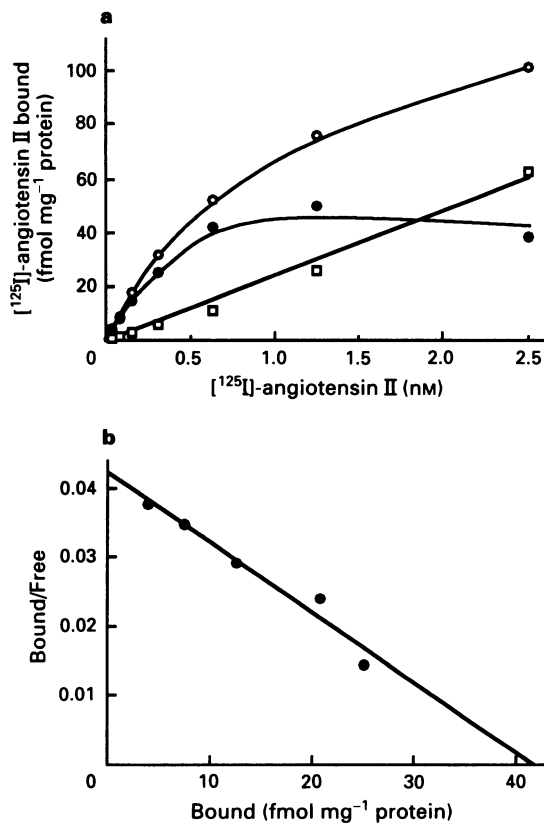 a
[¹²⁵I]-angiotensin II bound
(fmol mg⁻¹ protein)
100
80
60
40
20
0
0.5
1.0
1.5
2.0
2.5
[¹²⁵I]-angiotensin II (nM)
b
Bound/Free
0.04
0.03
0.02
0.01
0
10
20
30
40
Bound (fmol mg⁻¹ protein)